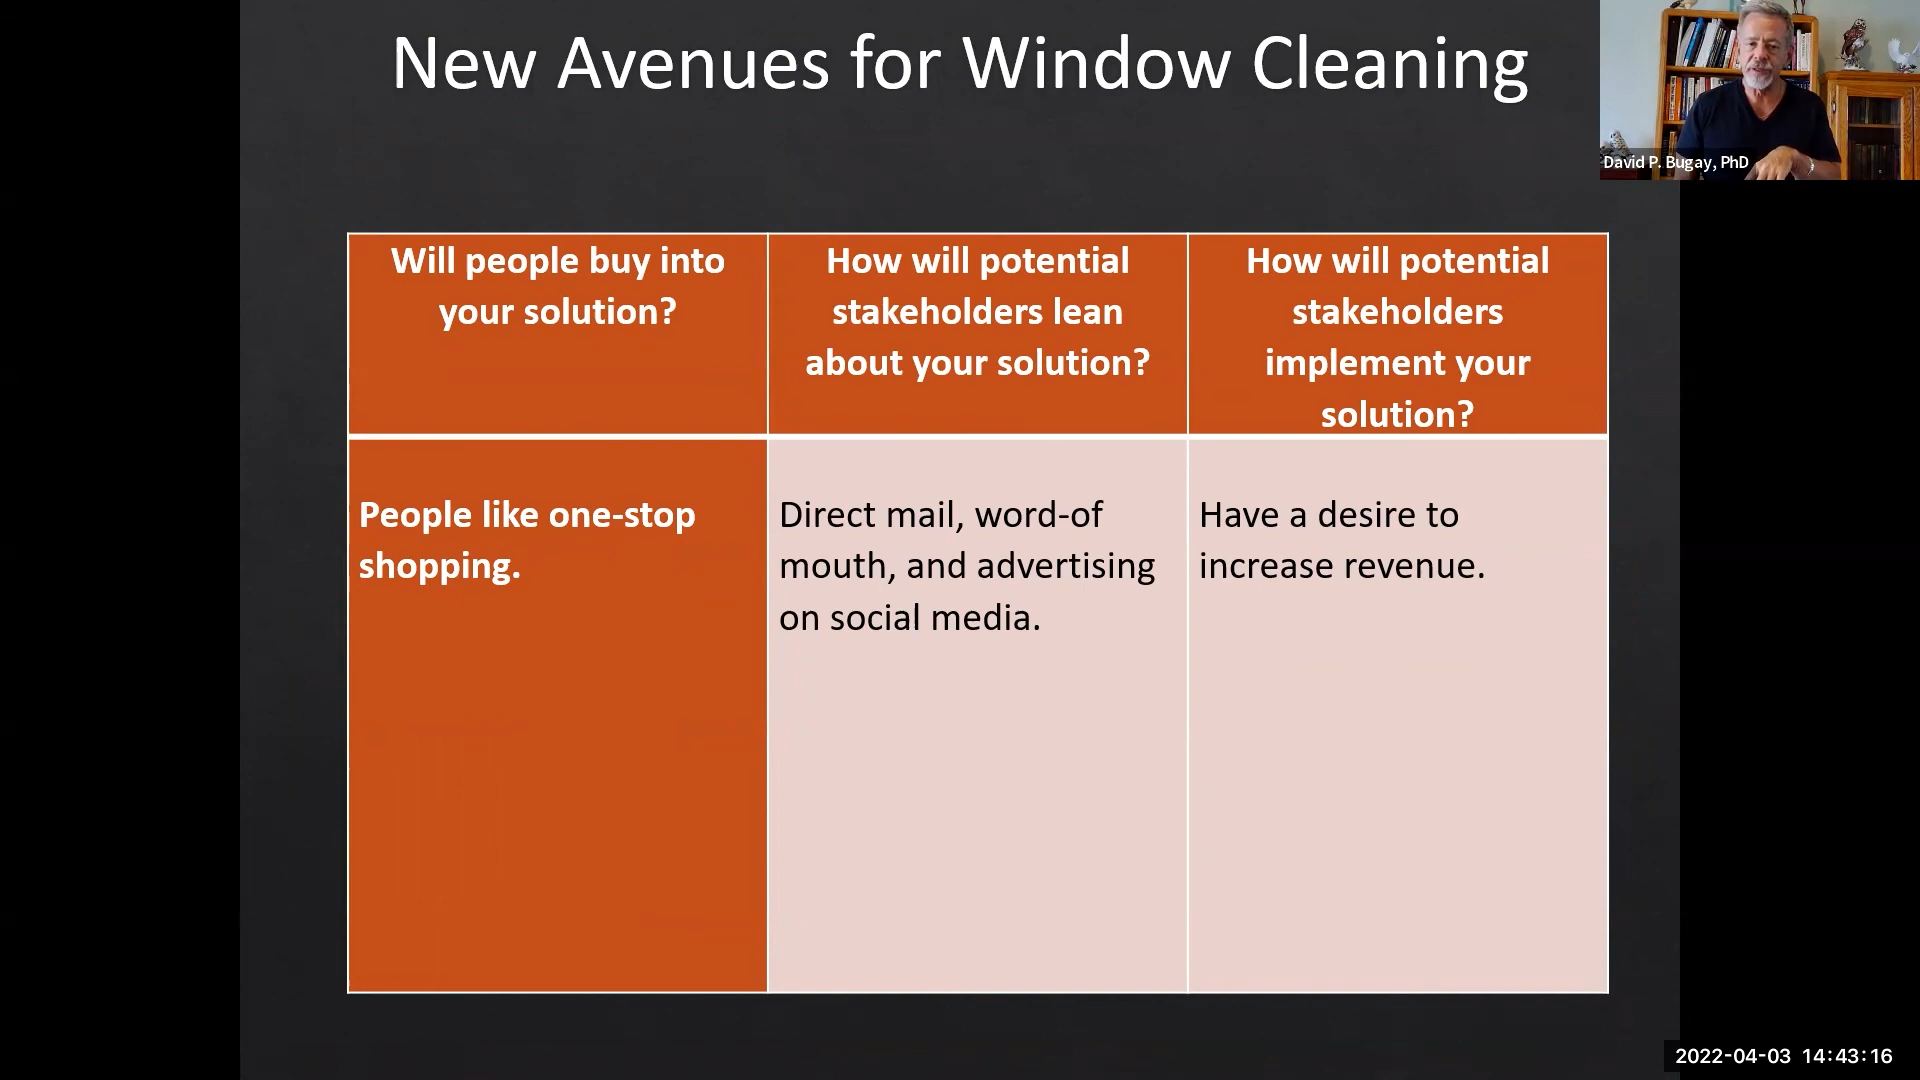 New Avenues for Window Cleaning
David P. Bugay, PhD
Will people buy into
your solution?
How will potential
stakeholders lean
about your solution?
How will potential
stakeholders
implement your
solution?
People like one-stop
shopping.
Direct mail, word-of
mouth, and advertising
on social media.
Have a desire to
increase revenue.
2022-04-03 14:43:16